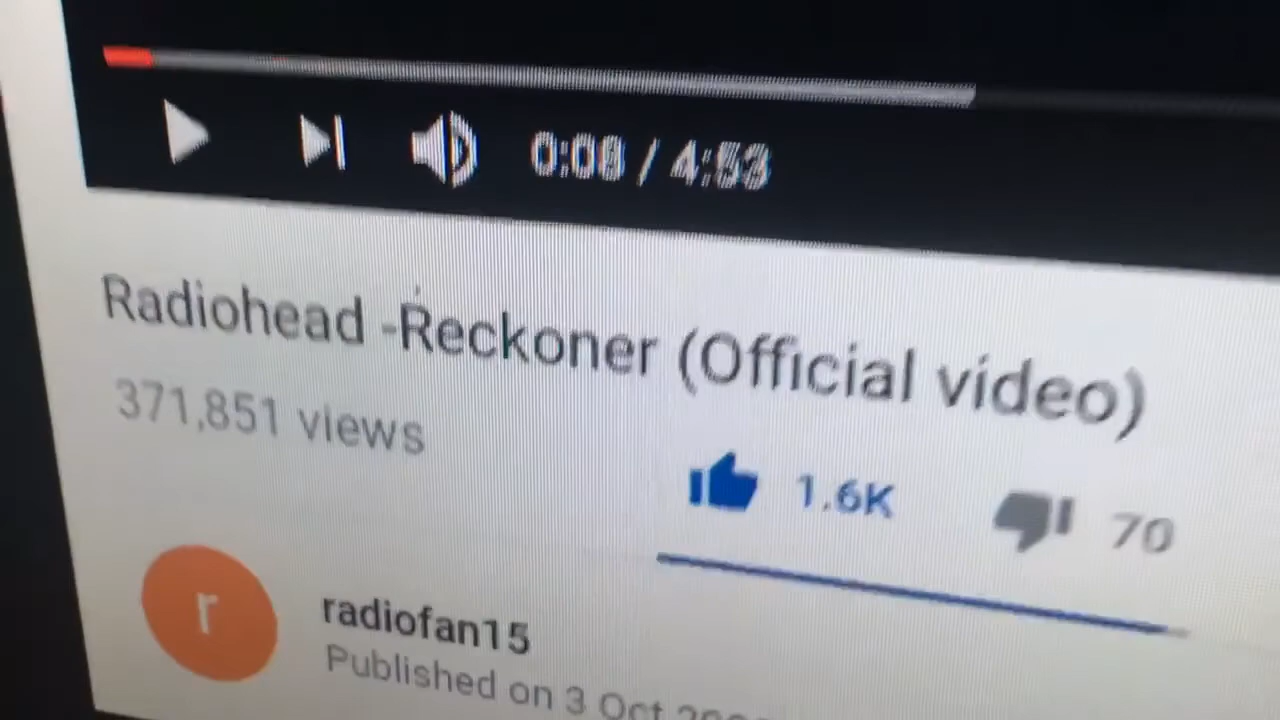 0:08 / 4:53
Radiohead -Reckoner (Official video)
371,851 views
1.6K
70
r
radiofan15
Published on 3 Oct